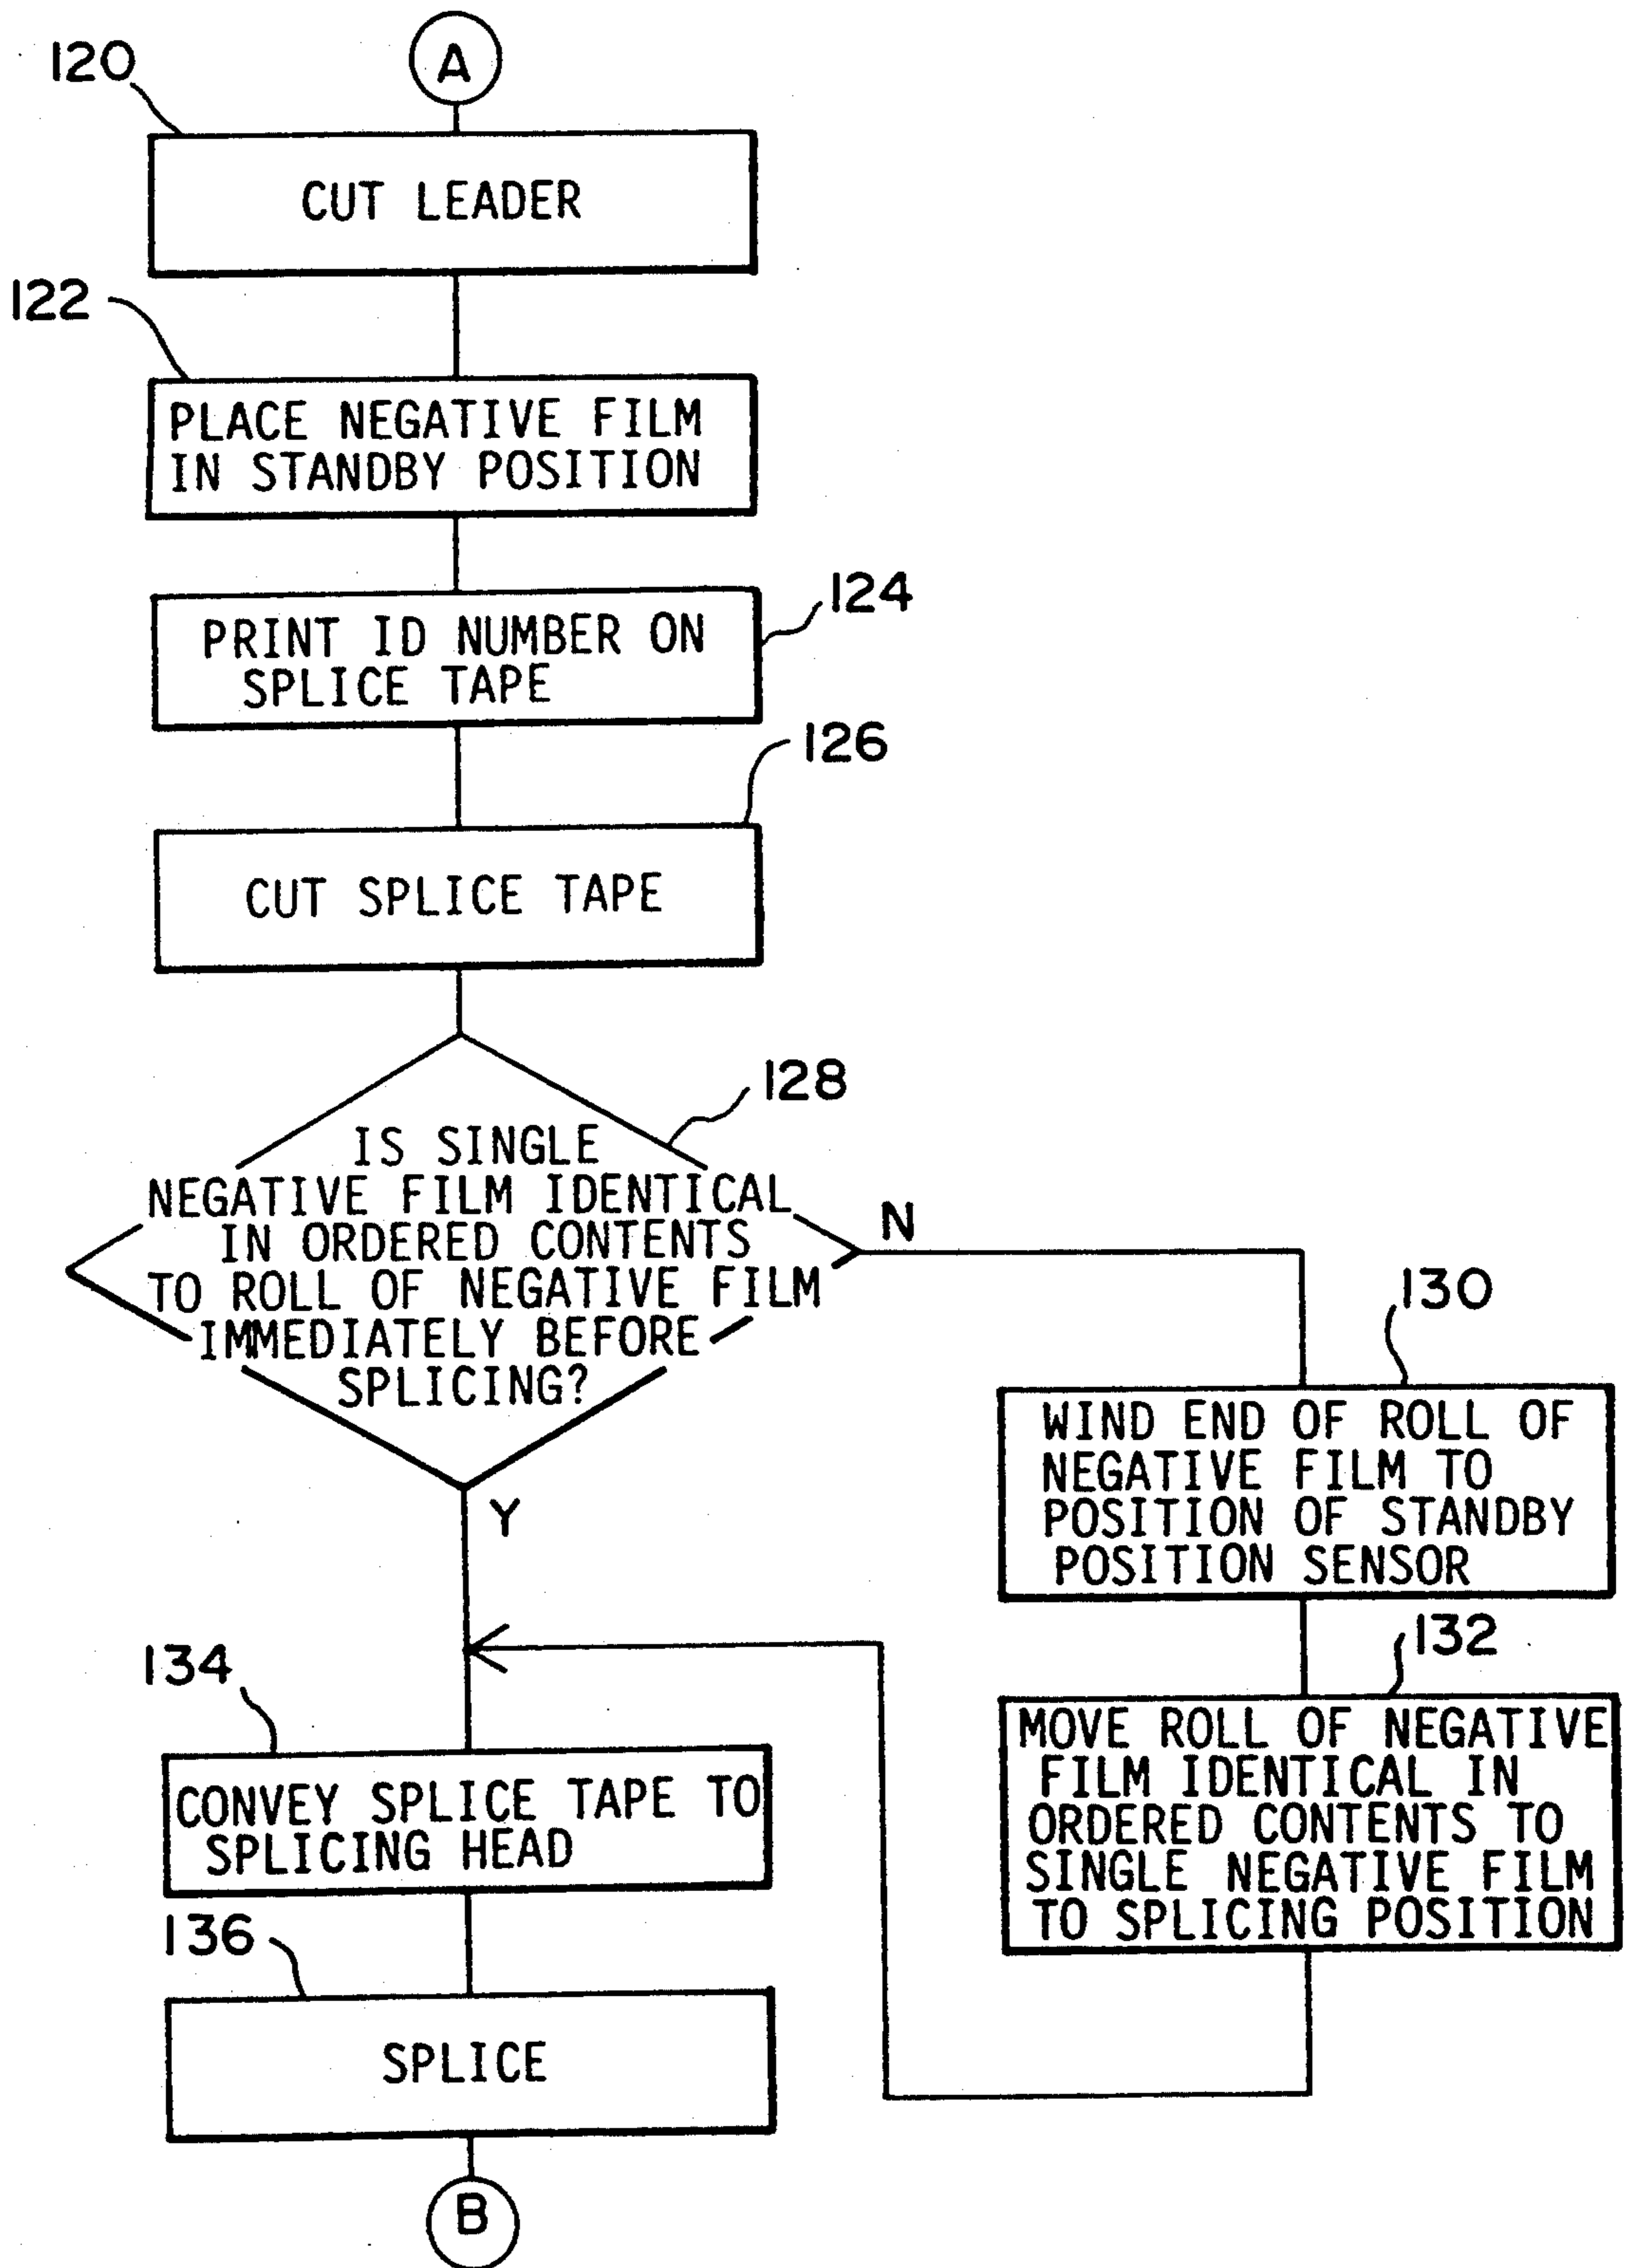 A
120
CUT LEADER
122
PLACE NEGATIVE FILM
IN STANDBY POSITION
124
PRINT ID NUMBER ON
SPLICE TAPE
126
CUT SPLICE TAPE
128
IS SINGLE
NEGATIVE FILM IDENTICAL
IN ORDERED CONTENTS
TO ROLL OF NEGATIVE FILM
IMMEDIATELY BEFORE
SPLICING?
N
Y
130
WIND END OF ROLL OF
NEGATIVE FILM TO
POSITION OF STANDBY
POSITION SENSOR
132
MOVE ROLL OF NEGATIVE
FILM IDENTICAL IN
ORDERED CONTENTS TO
SINGLE NEGATIVE FILM
TO SPLICING POSITION
134
CONVEY SPLICE TAPE TO
SPLICING HEAD
136
SPLICE
B